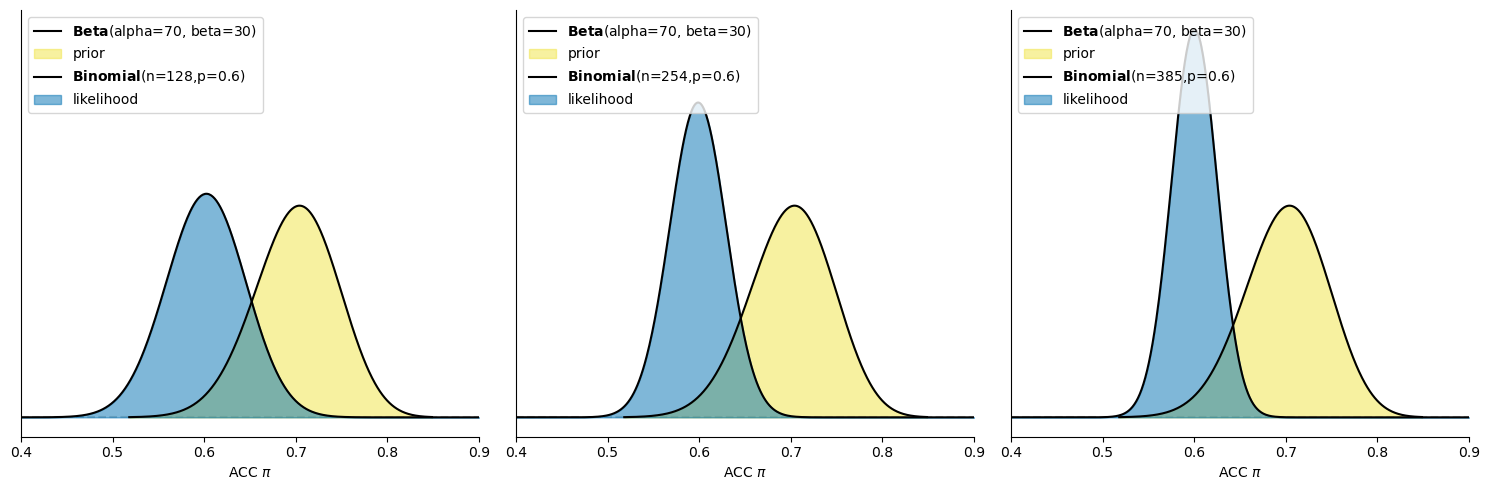 Beta(alpha=70, beta=30)
prior
Binomial(n=128,p=0.6)
likelihood
0.4 0.5 0.6 0.7 0.8 0.9
ACC π
Beta(alpha=70, beta=30)
prior
Binomial(n=254,p=0.6)
likelihood
0.4 0.5 0.6 0.7 0.8 0.9
ACC π
Beta(alpha=70, beta=30)
prior
Binomial(n=385,p=0.6)
likelihood
0.4 0.5 0.6 0.7 0.8 0.9
ACC π